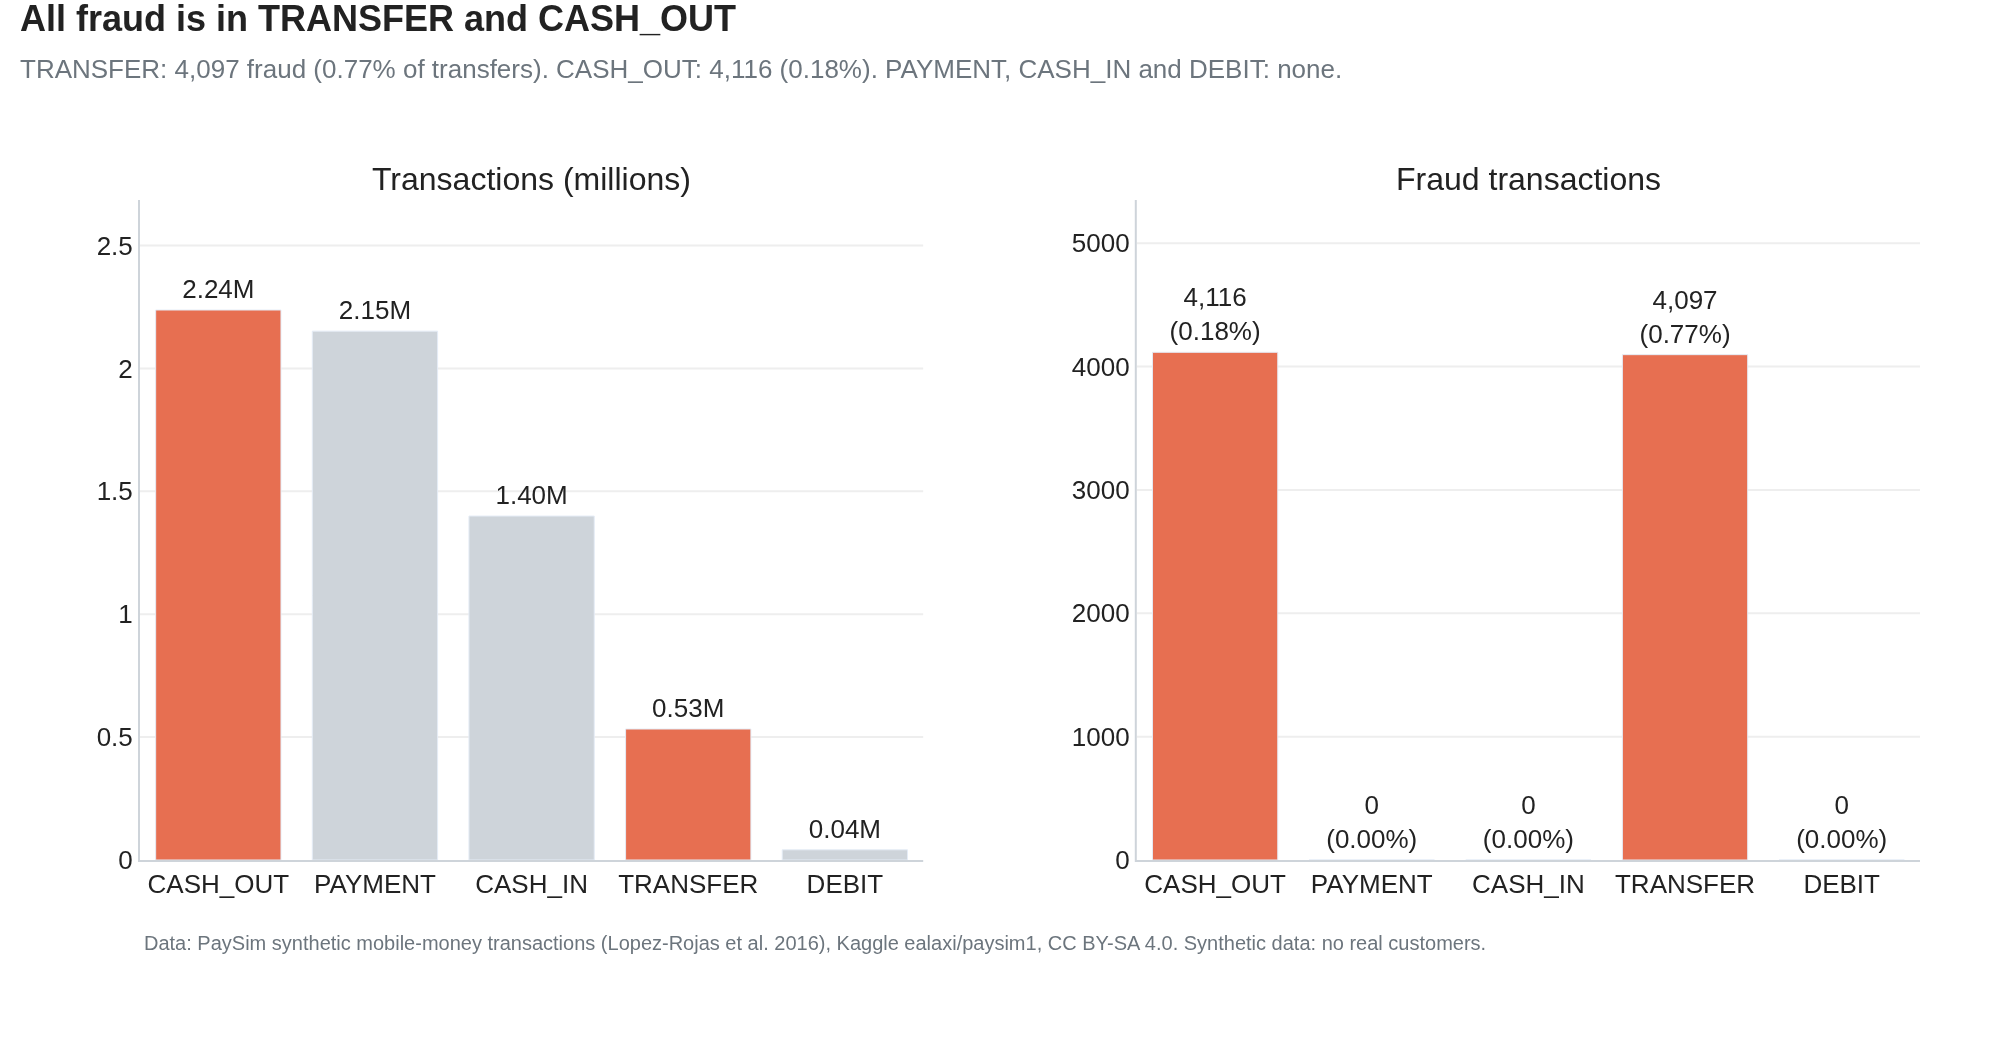 All fraud is in TRANSFER and CASH_OUT
TRANSFER: 4,097 fraud (0.77% of transfers). CASH_OUT: 4,116 (0.18%). PAYMENT, CASH_IN and DEBIT: none.
Transactions (millions)
2.5
2
1.5
1
0.5
0
2.24M
2.15M
1.40M
0.53M
0.04M
CASH_OUT PAYMENT CASH_IN TRANSFER DEBIT
Fraud transactions
5000
4000
3000
2000
1000
0
4,116
(0.18%)
0
(0.00%)
0
(0.00%)
4,097
(0.77%)
0
(0.00%)
CASH_OUT PAYMENT CASH_IN TRANSFER DEBIT
Data: PaySim synthetic mobile-money transactions (Lopez-Rojas et al. 2016), Kaggle ealaxi/paysim1, CC BY-SA 4.0. Synthetic data: no real customers.